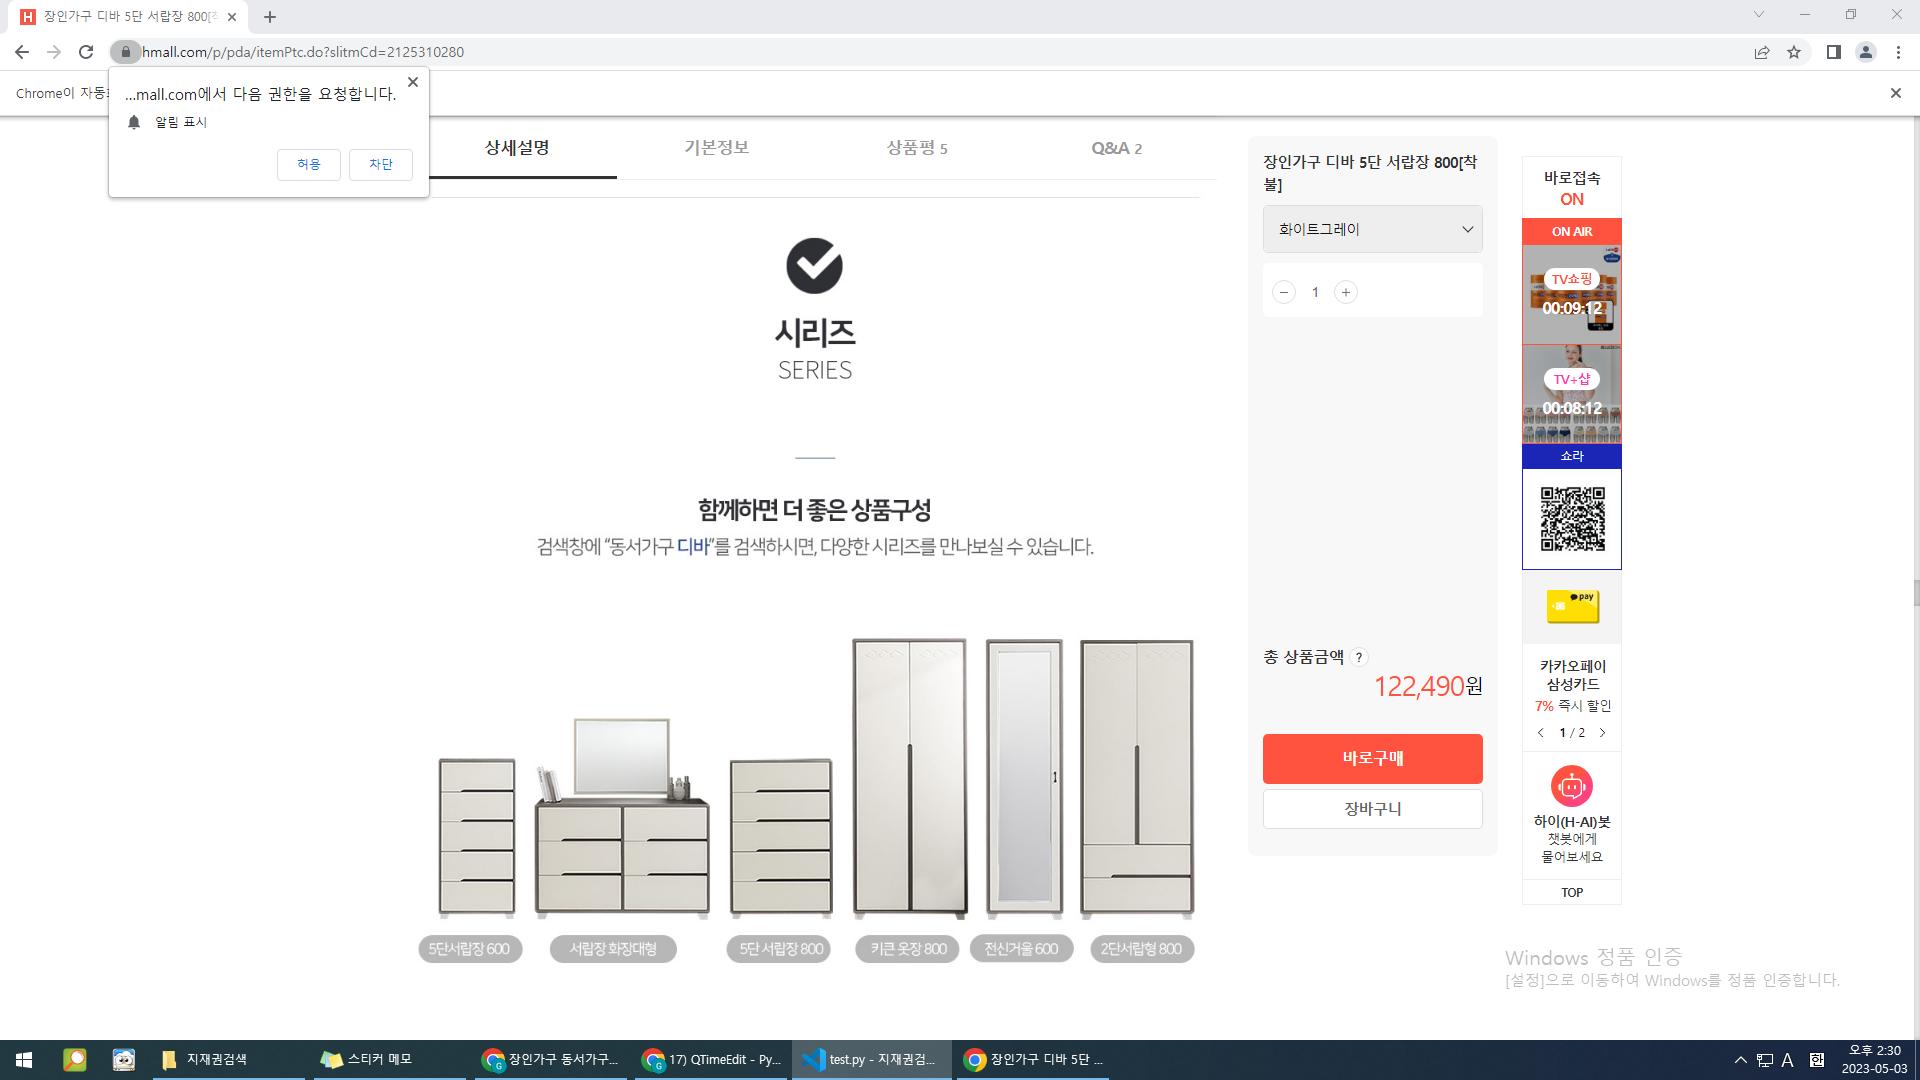 장인가구 디바 5단 서랍장 800[착
hmall.com/p/pda/itemPtc.do?slitmCd=2125310280
Chrome이 자동
...mall.com에서 다음 권한을 요청합니다.
알림 표시
허용
차단
상세설명
기본정보
상품평 5
Q&A 2
시리즈
SERIES
함께하면 더 좋은 상품구성
검색창에 “동서가구 디바”를 검색하시면, 다양한 시리즈를 만나보실 수 있습니다.
5단서랍장 600
서랍장 화장대형
5단 서랍장 800
키큰 옷장 800
전신거울 600
2단서랍형 800
장인가구 디바 5단 서랍장 800[착
불]
화이트그레이
1
총 상품금액 ?
122,490원
바로구매
장바구니
바로접속
ON
ON AIR
TV쇼핑
00:09:12
TV+샵
00:08:12
쇼라
pay
카카오페이
삼성카드
7% 즉시 할인
1 / 2
하이(H-AI)봇
챗봇에게
물어보세요
TOP
Windows 정품 인증
[설정]으로 이동하여 Windows를 정품 인증합니다.
지재권검색
스티커 메모
장인가구 동서가구...
17) QTimeEdit - Py...
test.py - 지재권검...
장인가구 디바 5단 ...
A
한
오후 2:30
2023-05-03